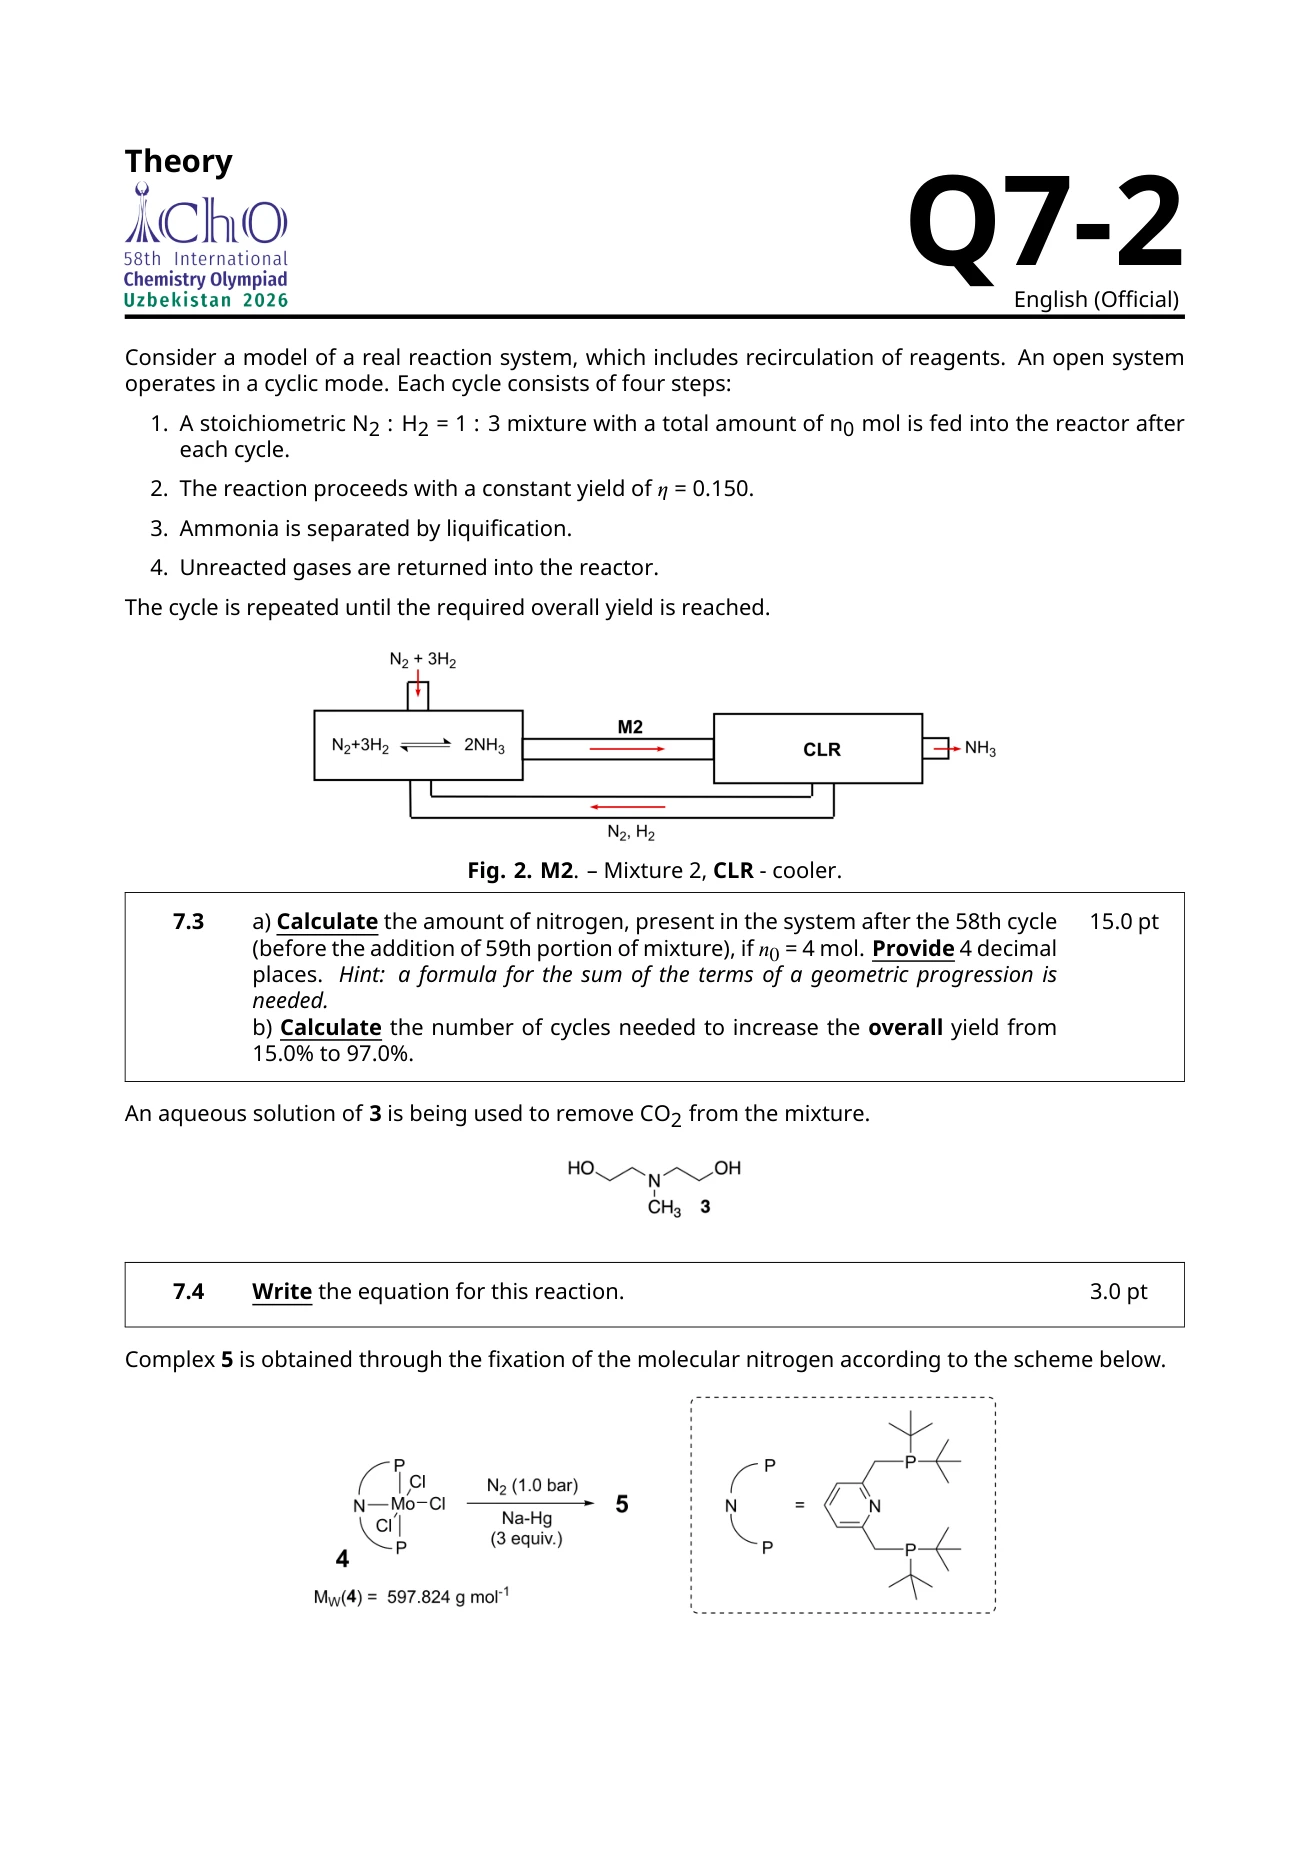 Theory
IChO
58th International
Chemistry Olympiad
Uzbekistan 2026
Q7-2
English (Official)
Consider a model of a real reaction system, which includes recirculation of reagents. An open system
operates in a cyclic mode. Each cycle consists of four steps:
1. A stoichiometric N2 : H2 = 1 : 3 mixture with a total amount of n0 mol is fed into the reactor after
each cycle.
2. The reaction proceeds with a constant yield of η = 0.150.
3. Ammonia is separated by liquification.
4. Unreacted gases are returned into the reactor.
The cycle is repeated until the required overall yield is reached.
N2 + 3H2
N2+3H2 ⇌ 2NH3
M2
CLR
NH3
N2, H2
Fig. 2. M2. – Mixture 2, CLR - cooler.
7.3 a) Calculate the amount of nitrogen, present in the system after the 58th cycle 15.0 pt
(before the addition of 59th portion of mixture), if n0 = 4 mol. Provide 4 decimal
places. Hint: a formula for the sum of the terms of a geometric progression is
needed.
b) Calculate the number of cycles needed to increase the overall yield from
15.0% to 97.0%.
An aqueous solution of 3 is being used to remove CO2 from the mixture.
HO N OH
CH3 3
7.4 Write the equation for this reaction. 3.0 pt
Complex 5 is obtained through the fixation of the molecular nitrogen according to the scheme below.
P
Cl
N Mo Cl
Cl
P
4
MW(4) = 597.824 g mol-1
N2 (1.0 bar)
Na-Hg
(3 equiv.)
5
P
N
P
=
P
N
P